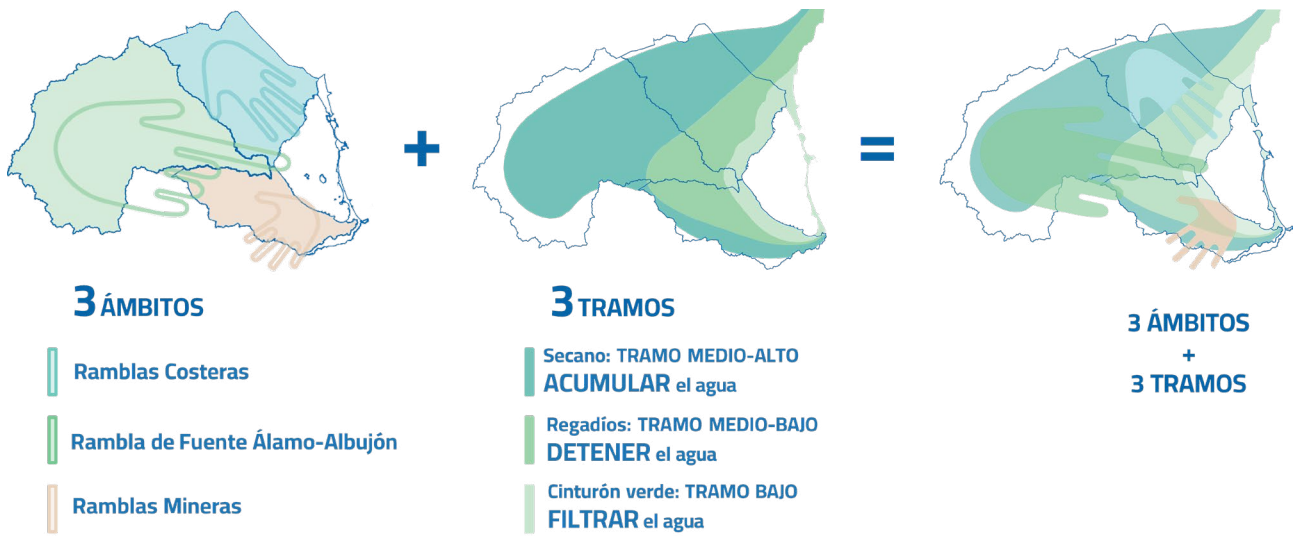 +
=
3 ÁMBITOS
Ramblas Costeras
Rambla de Fuente Álamo-Albujón
Ramblas Mineras
3 TRAMOS
Secano: TRAMO MEDIO-ALTO
ACUMULAR el agua
Regadíos: TRAMO MEDIO-BAJO
DETENER el agua
Cinturón verde: TRAMO BAJO
FILTRAR el agua
3 ÁMBITOS
+
3 TRAMOS